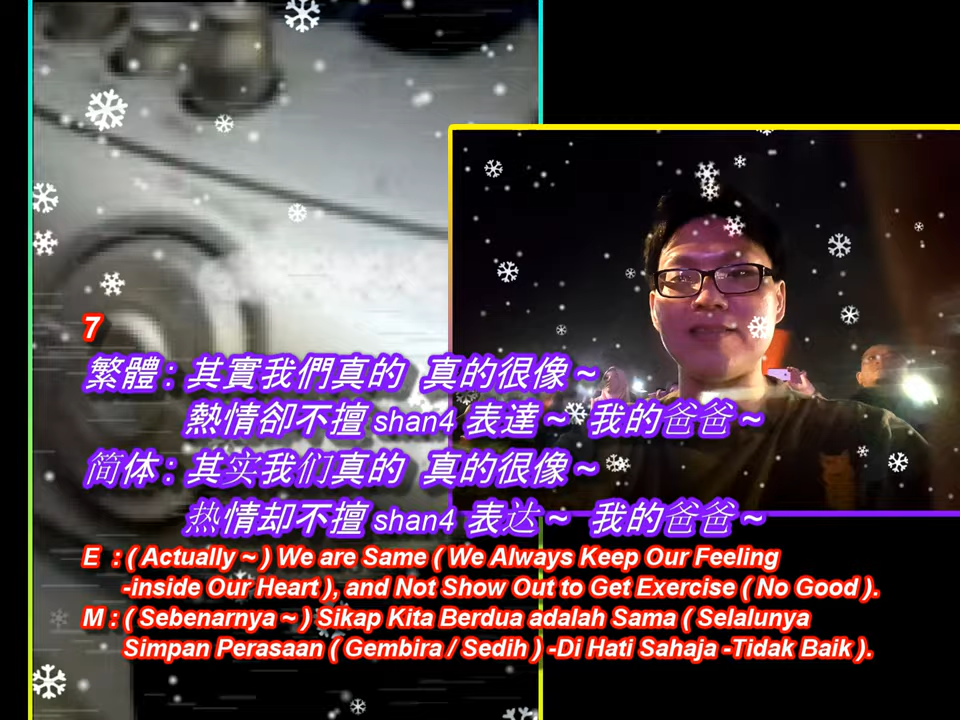 7
繁體 : 其實我們真的 真的很像 ~
熱情卻不擅 shan4 表達 ~ 我的爸爸 ~
简体 : 其实我们真的 真的很像 ~
热情却不擅 shan4 表达 ~ 我的爸爸 ~
E : ( Actually ~ ) We are Same ( We Always Keep Our Feeling
-inside Our Heart ), and Not Show Out to Get Exercise ( No Good ).
M : ( Sebenarnya ~ ) Sikap Kita Berdua adalah Sama ( Selalunya
Simpan Perasaan ( Gembira / Sedih ) -Di Hati Sahaja -Tidak Baik ).